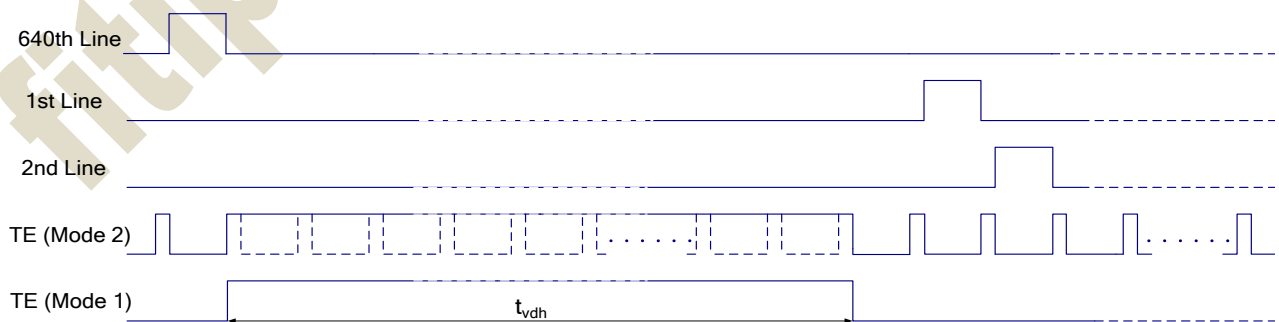 640th Line
1st Line
2nd Line
TE (Mode 2)
TE (Mode 1)
tvdh